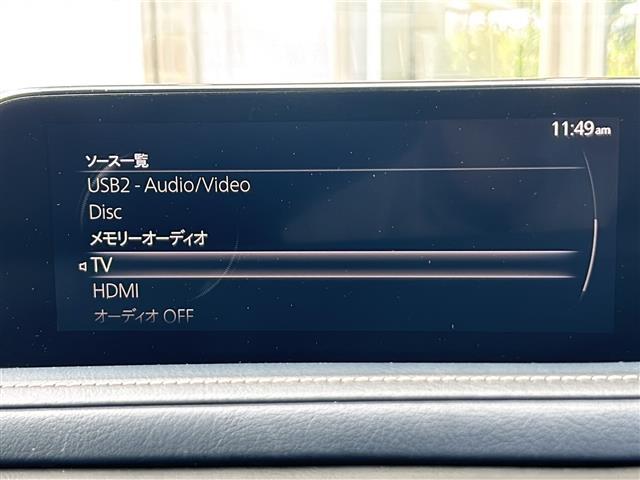 11:49am
ソース一覧
USB2 - Audio/Video
Disc
メモリーオーディオ
TV
HDMI
オーディオ OFF